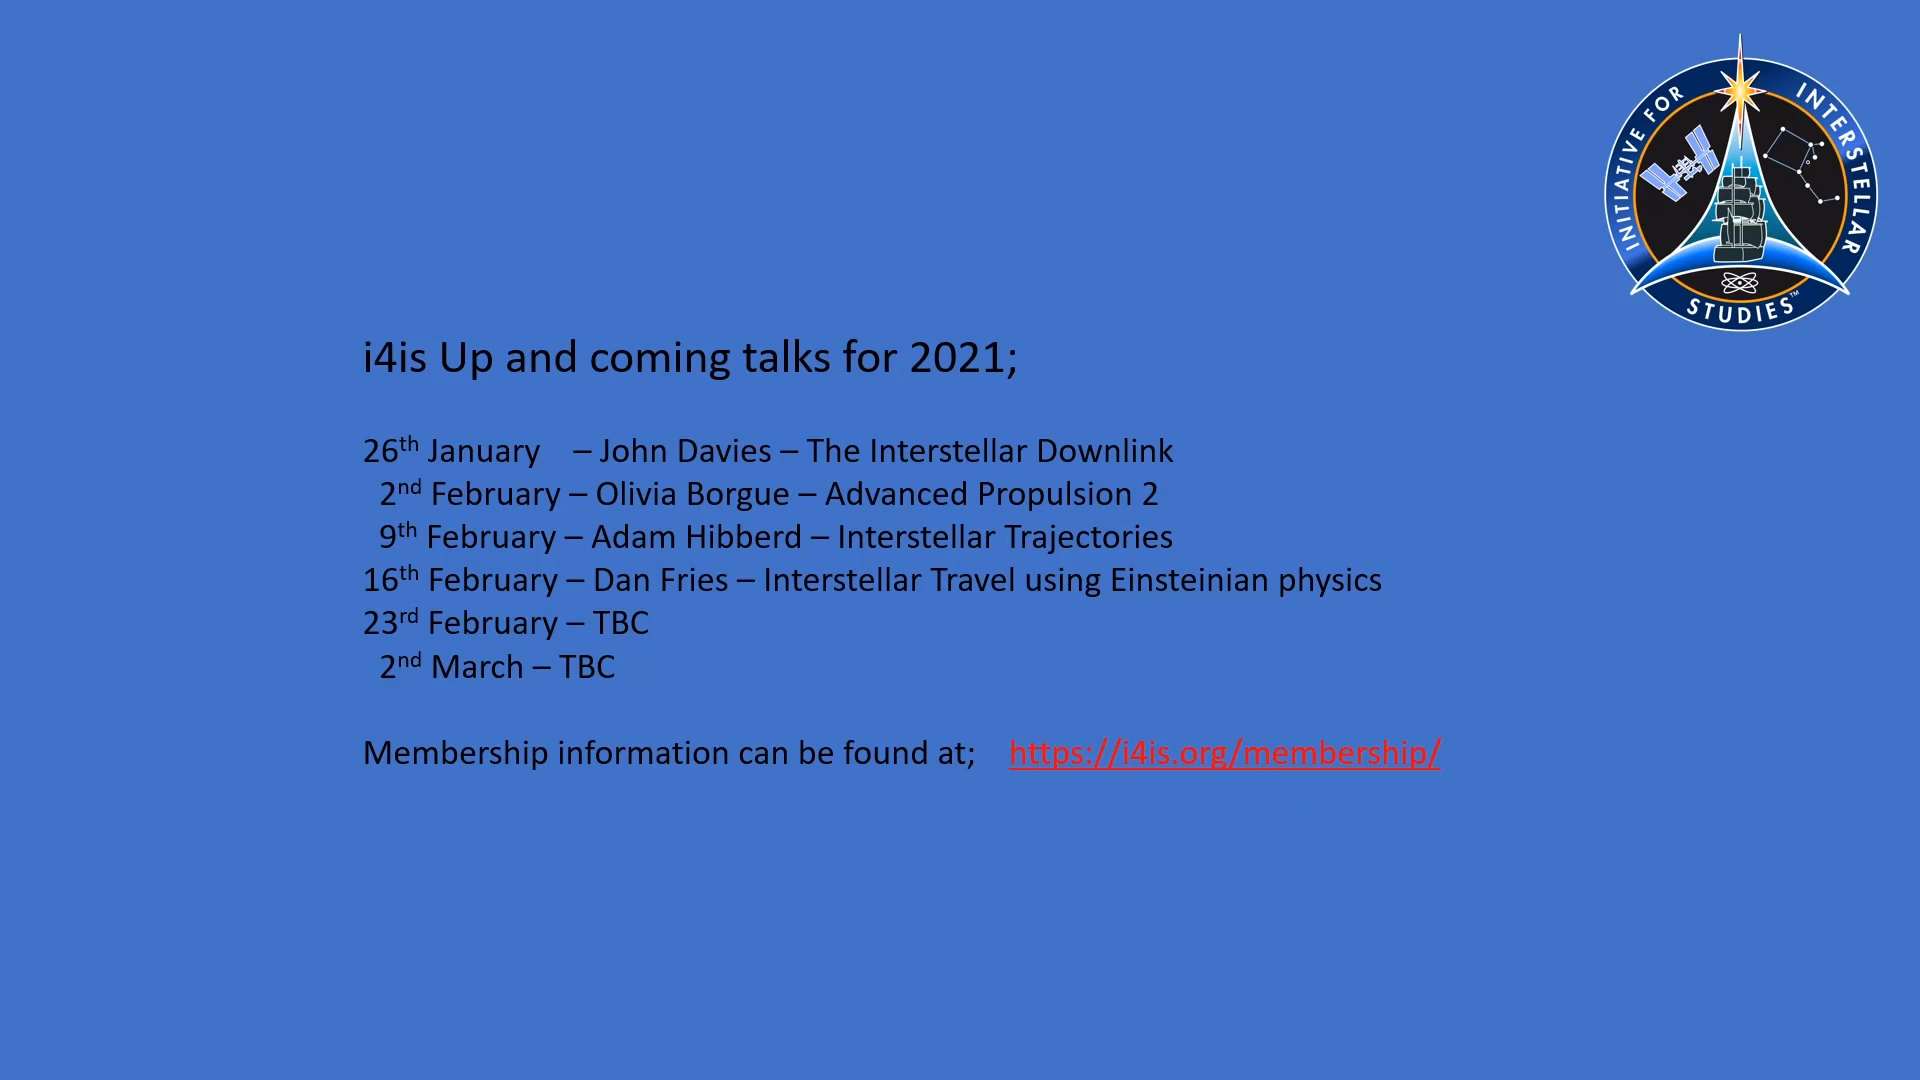 INITIATIVE FOR INTERSTELLAR STUDIES™
i4is Up and coming talks for 2021;
26th January – John Davies – The Interstellar Downlink
2nd February – Olivia Borgue – Advanced Propulsion 2
9th February – Adam Hibberd – Interstellar Trajectories
16th February – Dan Fries – Interstellar Travel using Einsteinian physics
23rd February – TBC
2nd March – TBC
Membership information can be found at; https://i4is.org/membership/